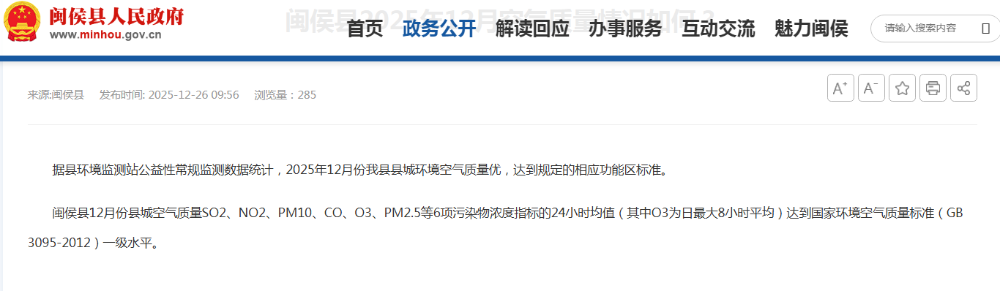 闽侯县人民政府
www.minhou.gov.cn
闽侯县2025年12月空气质量情况如何？
首页 政务公开 解读回应 办事服务 互动交流 魅力闽侯
请输入搜索内容
来源:闽侯县 发布时间: 2025-12-26 09:56 浏览量：285
A+ A-
据县环境监测站公益性常规监测数据统计，2025年12月份我县县城环境空气质量优，达到规定的相应功能区标准。
闽侯县12月份县城空气质量SO2、NO2、PM10、CO、O3、PM2.5等6项污染物浓度指标的24小时均值（其中O3为日最大8小时平均）达到国家环境空气质量标准（GB
3095-2012）一级水平。